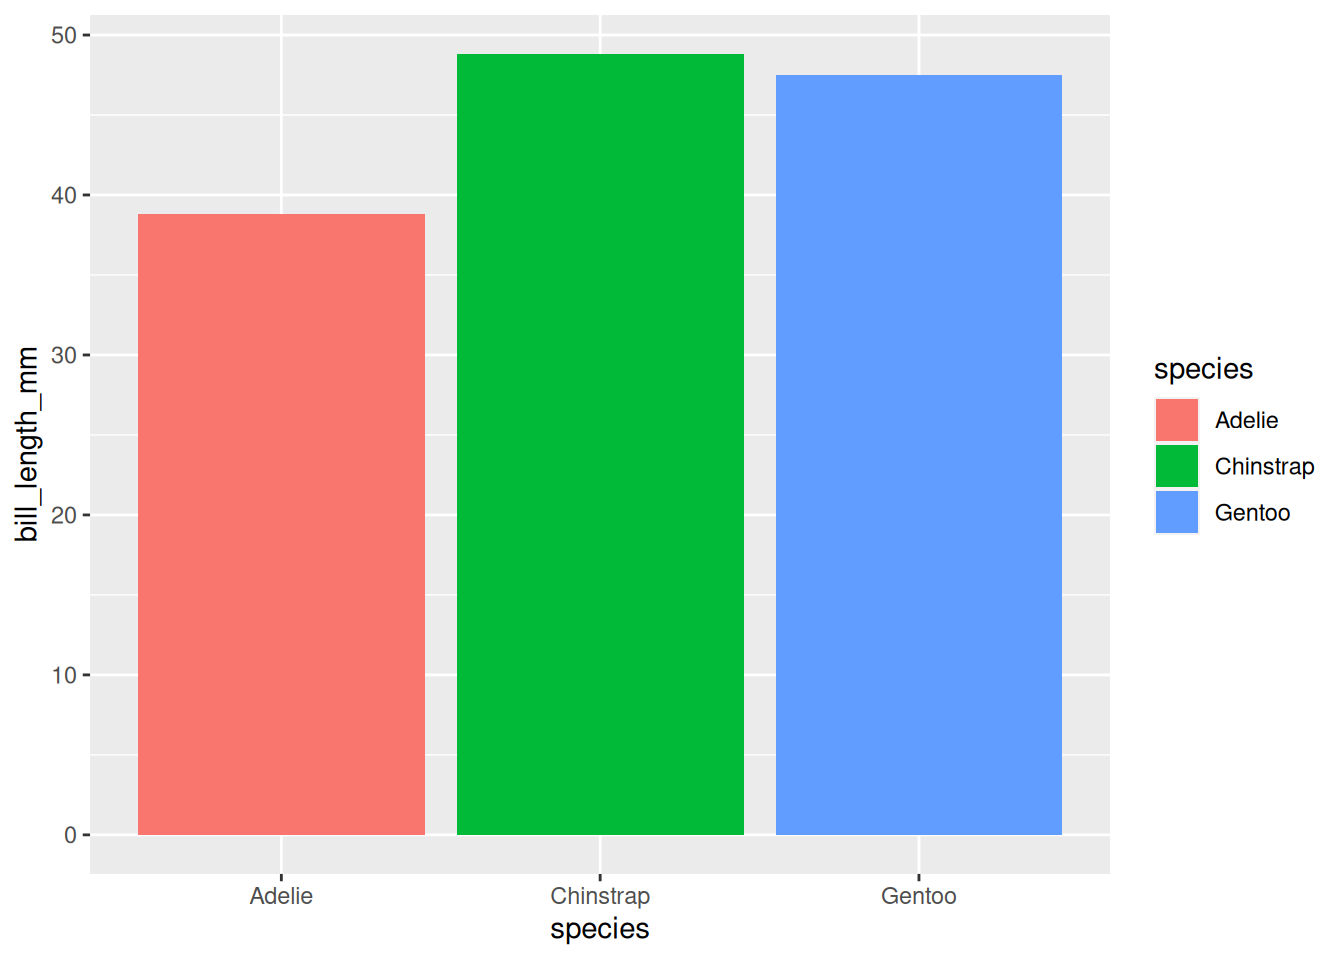 50
40
30
20
10
0
bill_length_mm
Adelie
Chinstrap
Gentoo
species
species
Adelie
Chinstrap
Gentoo